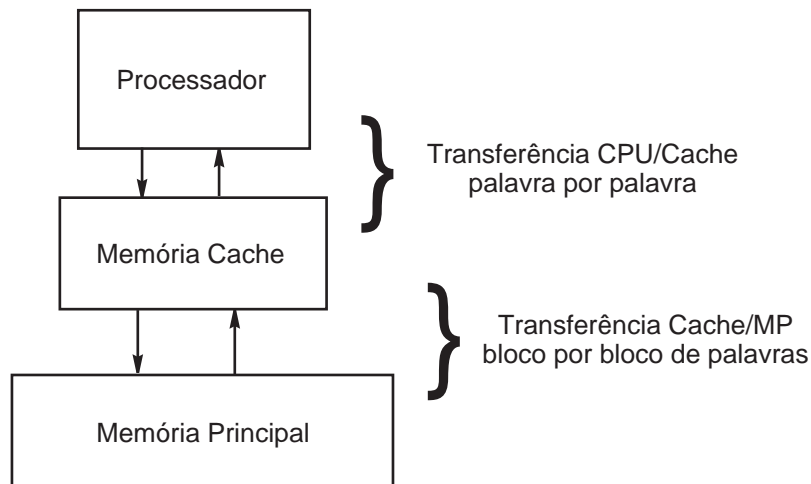 Processador
Transferência CPU/Cache
palavra por palavra
Memória Cache
Transferência Cache/MP
bloco por bloco de palavras
Memória Principal